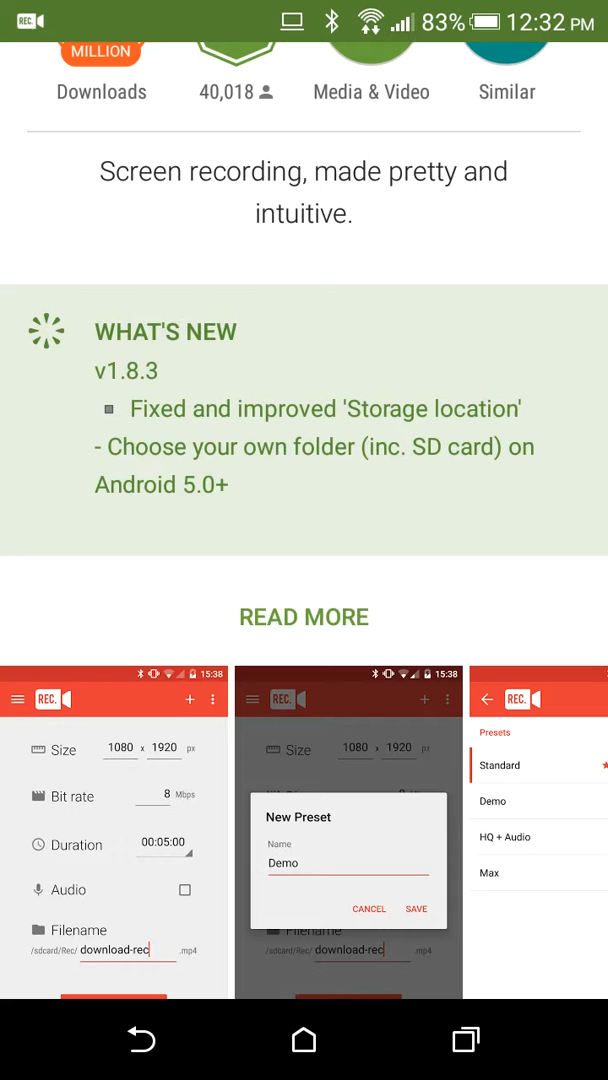 REC. 83% 12:32 PM
MILLION
Downloads 40,018 Media & Video Similar
Screen recording, made pretty and
intuitive.
WHAT'S NEW
v1.8.3
Fixed and improved 'Storage location'
- Choose your own folder (inc. SD card) on
Android 5.0+
READ MORE
15:38
REC.
Size 1080 x 1920 px
Bit rate 8 Mbps
Duration 00:05:00
Audio
Filename
/sdcard/Rec/ download-rec .mp4
15:38
REC.
Size 1080 x 1920 px
New Preset
Name
Demo
CANCEL SAVE
Filename
/sdcard/Rec/ download-rec .mp4
REC.
Presets
Standard
Demo
HQ + Audio
Max